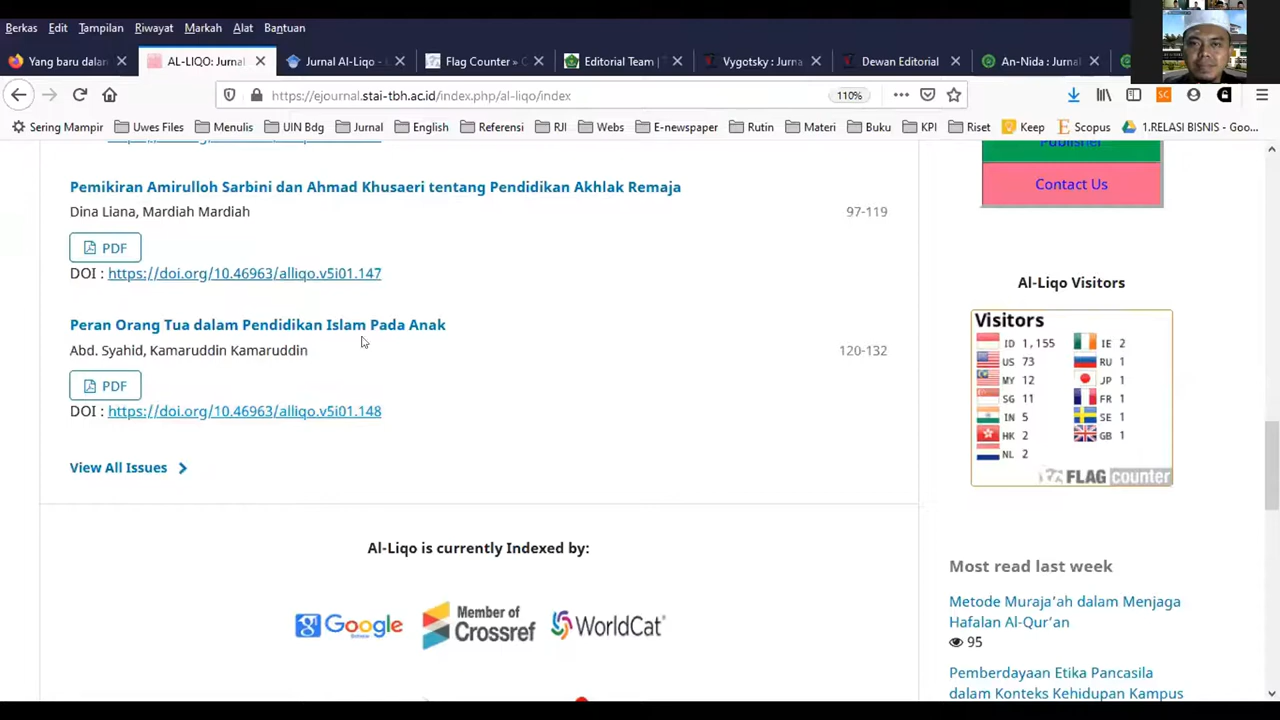 Berkas Edit Tampilan Riwayat Markah Alat Bantuan
Yang baru dalan
AL-LIQO: Jurnal
Jurnal Al-Liqo -
Flag Counter » C
Editorial Team |
Vygotsky : Jurna
Dewan Editorial
An-Nida : Jurnal
https://ejournal.stai-tbh.ac.id/index.php/al-liqo/index
110%
Sering Mampir Uwes Files Menulis UIN Bdg Jurnal English Referensi RJI Webs E-newspaper Rutin Materi Buku KPI Riset Keep Scopus 1.RELASI BISNIS - Goo...
Publisher
Contact Us
Pemikiran Amirulloh Sarbini dan Ahmad Khusaeri tentang Pendidikan Akhlak Remaja
Dina Liana, Mardiah Mardiah
97-119
PDF
DOI : https://doi.org/10.46963/alliqo.v5i01.147
Peran Orang Tua dalam Pendidikan Islam Pada Anak
Abd. Syahid, Kamaruddin Kamaruddin
120-132
PDF
DOI : https://doi.org/10.46963/alliqo.v5i01.148
View All Issues
Al-Liqo is currently Indexed by:
Google
Member of
Crossref
WorldCat
Al-Liqo Visitors
Visitors
ID 1,155 IE 2
US 73 RU 1
MY 12 JP 1
SG 11 FR 1
IN 5 SE 1
HK 2 GB 1
NL 2
FLAG counter
Most read last week
Metode Muraja'ah dalam Menjaga
Hafalan Al-Qur'an
95
Pemberdayaan Etika Pancasila
dalam Konteks Kehidupan Kampus